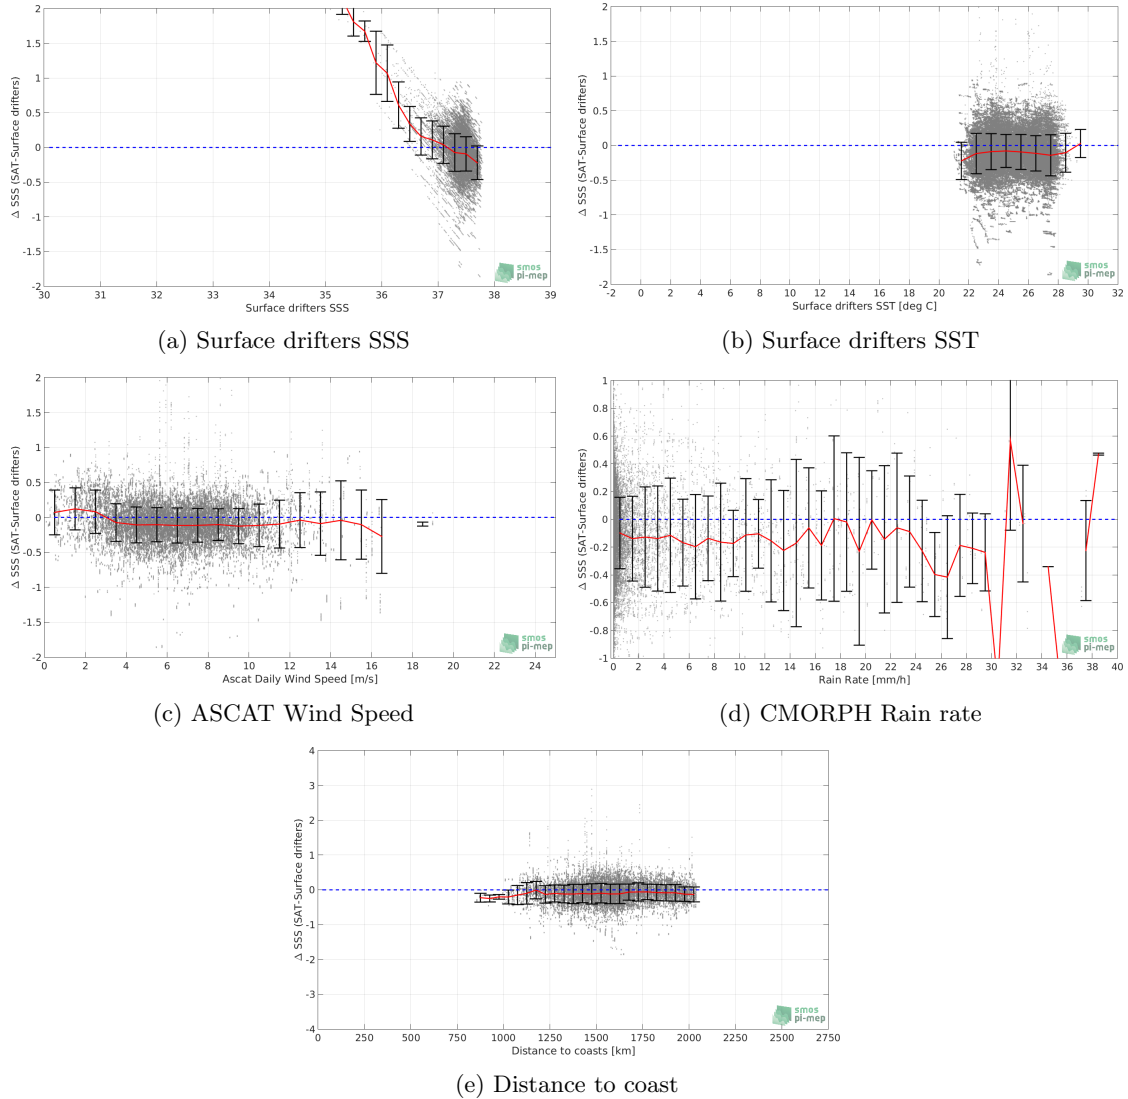 2
1.5
1
0.5
0
-0.5
-1
-1.5
-2
Δ SSS (SAT-Surface drifters)
30 31 32 33 34 35 36 37 38 39
Surface drifters SSS
smos
pi-mep
(a) Surface drifters SSS
2
1.5
1
0.5
0
-0.5
-1
-1.5
-2
Δ SSS (SAT-Surface drifters)
-2 0 2 4 6 8 10 12 14 16 18 20 22 24 26 28 30 32
Surface drifters SST [deg C]
smos
pi-mep
(b) Surface drifters SST
2
1.5
1
0.5
0
-0.5
-1
-1.5
-2
Δ SSS (SAT-Surface drifters)
0 2 4 6 8 10 12 14 16 18 20 22 24
Ascat Daily Wind Speed [m/s]
smos
pi-mep
(c) ASCAT Wind Speed
1
0.8
0.6
0.4
0.2
0
-0.2
-0.4
-0.6
-0.8
-1
Δ SSS (SAT-Surface drifters)
0 2 4 6 8 10 12 14 16 18 20 22 24 26 28 30 32 34 36 38 40
Rain Rate [mm/h]
smos
pi-mep
(d) CMORPH Rain rate
4
3
2
1
0
-1
-2
-3
-4
Δ SSS (SAT-Surface drifters)
0 250 500 750 1000 1250 1500 1750 2000 2250 2500 2750
Distance to coasts [km]
smos
pi-mep
(e) Distance to coast